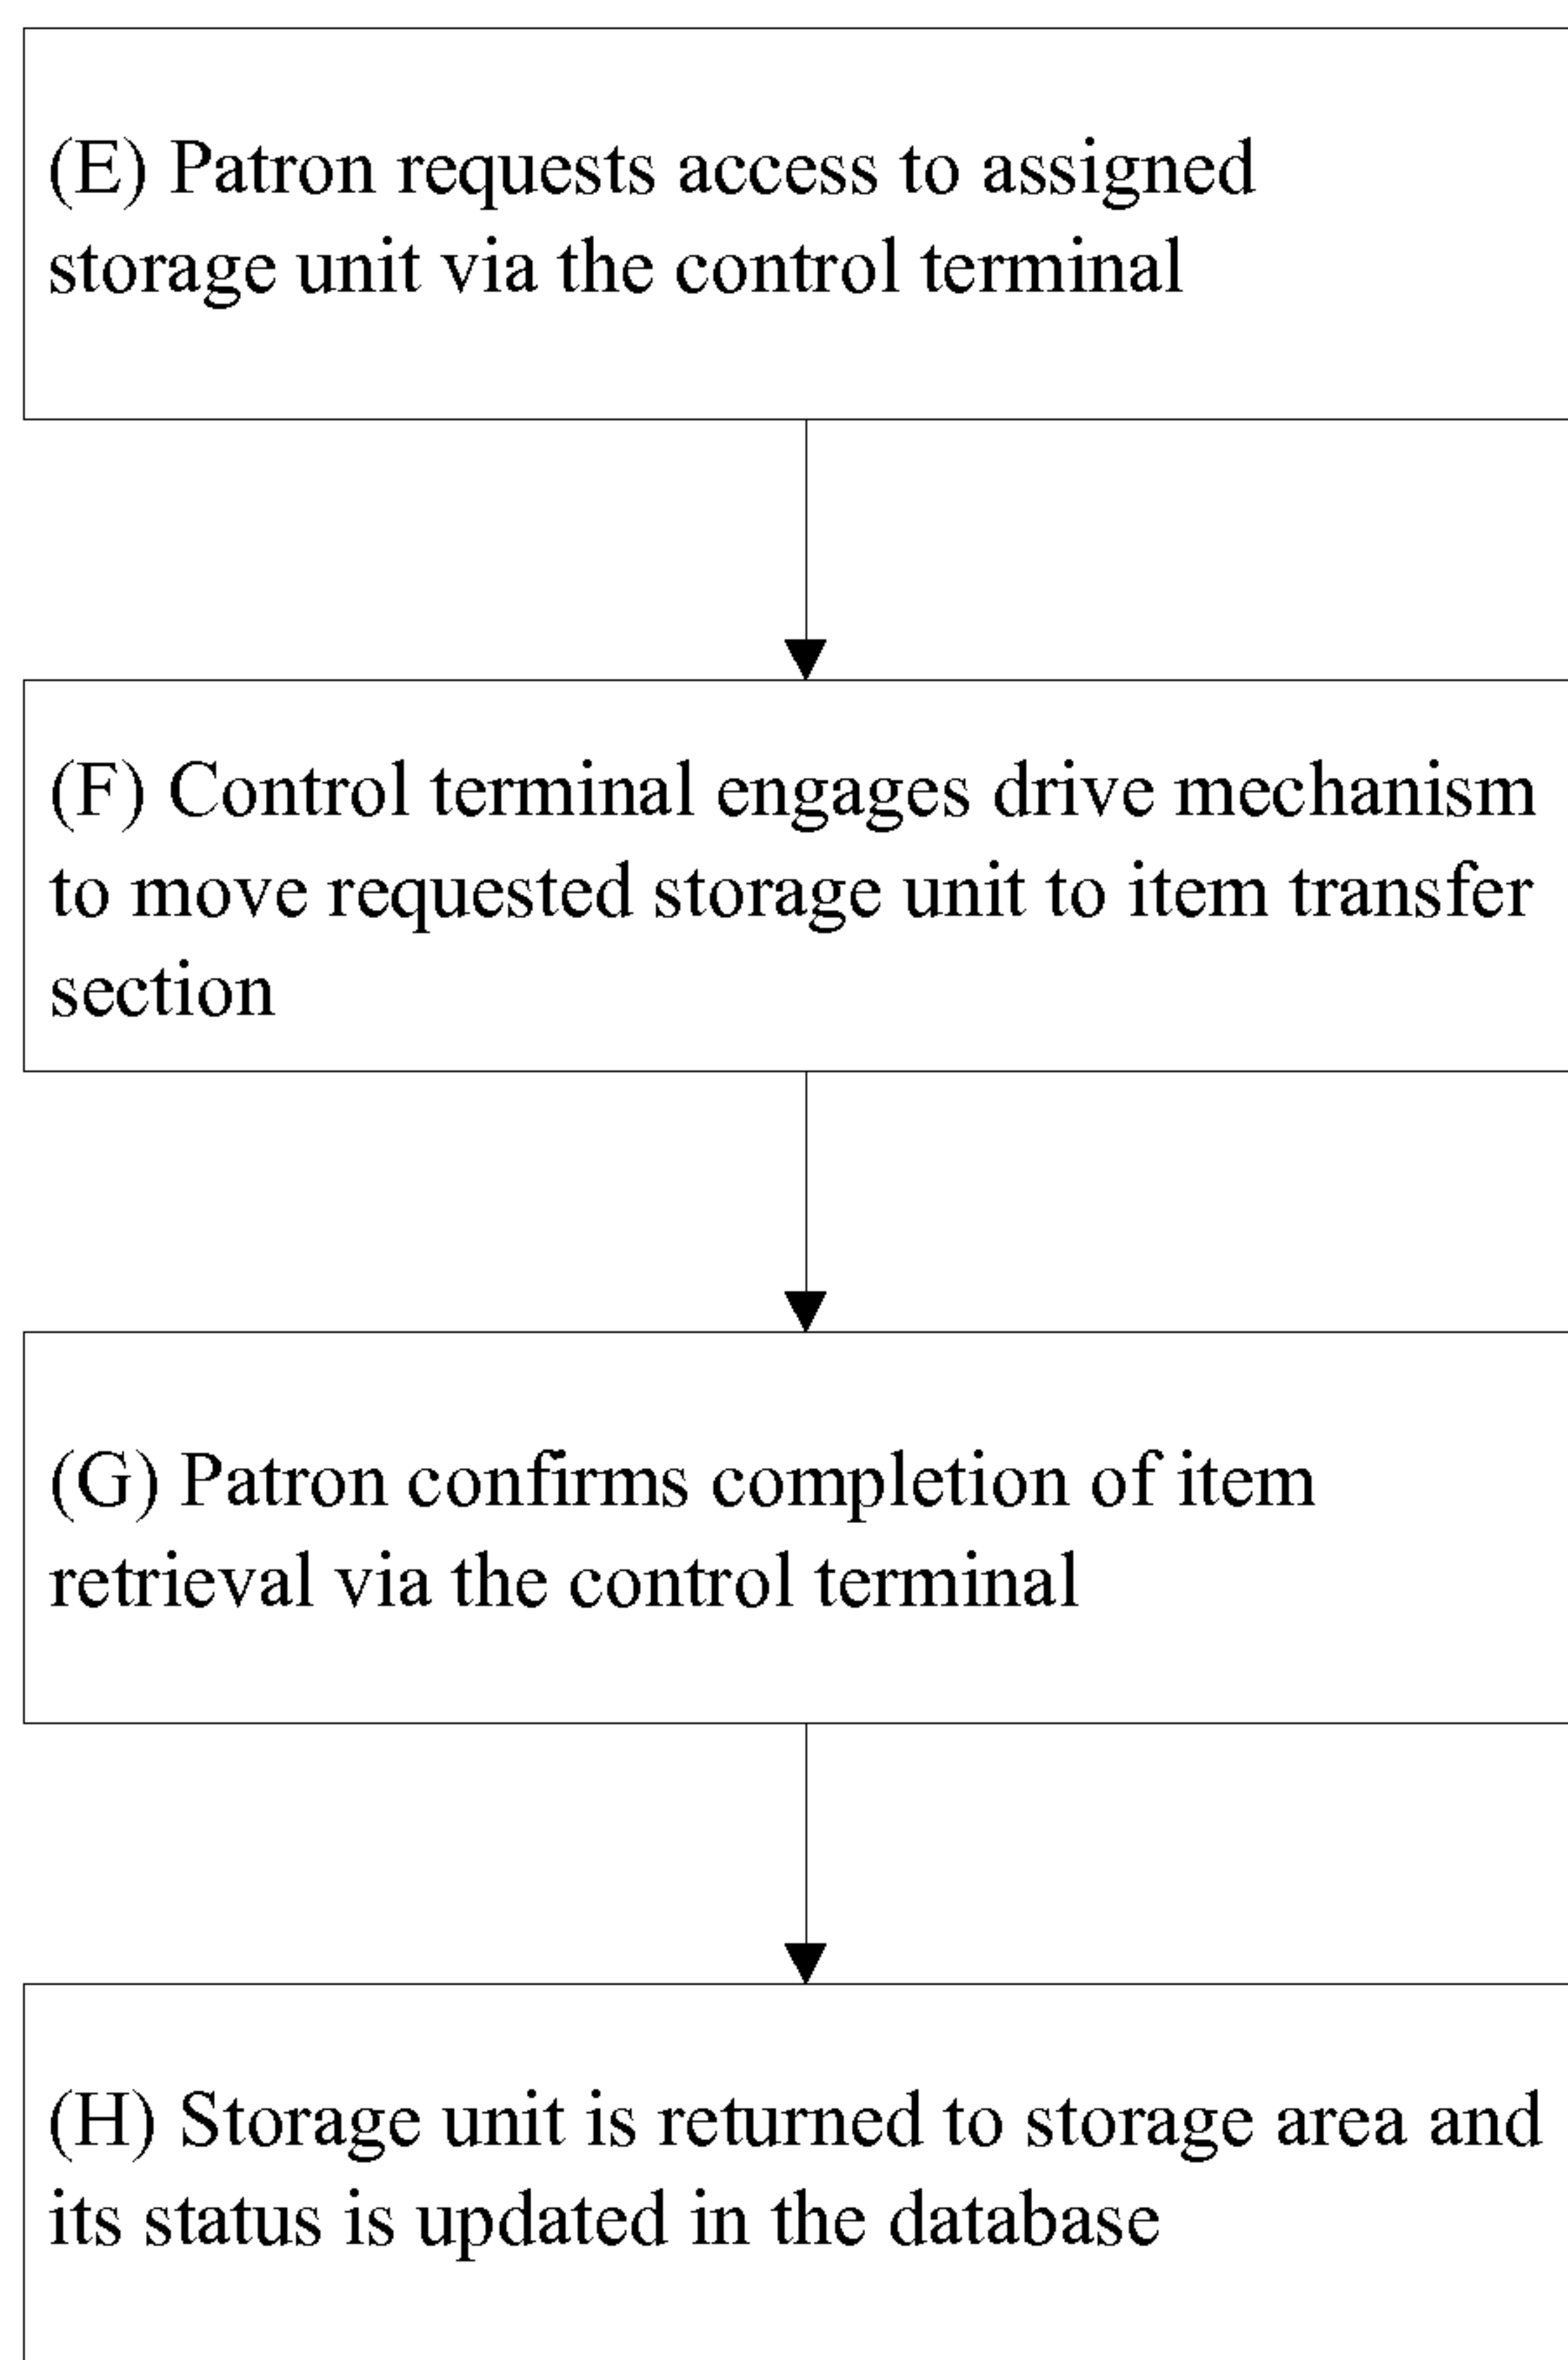 (E) Patron requests access to assigned
storage unit via the control terminal
(F) Control terminal engages drive mechanism
to move requested storage unit to item transfer
section
(G) Patron confirms completion of item
retrieval via the control terminal
(H) Storage unit is returned to storage area and
its status is updated in the database